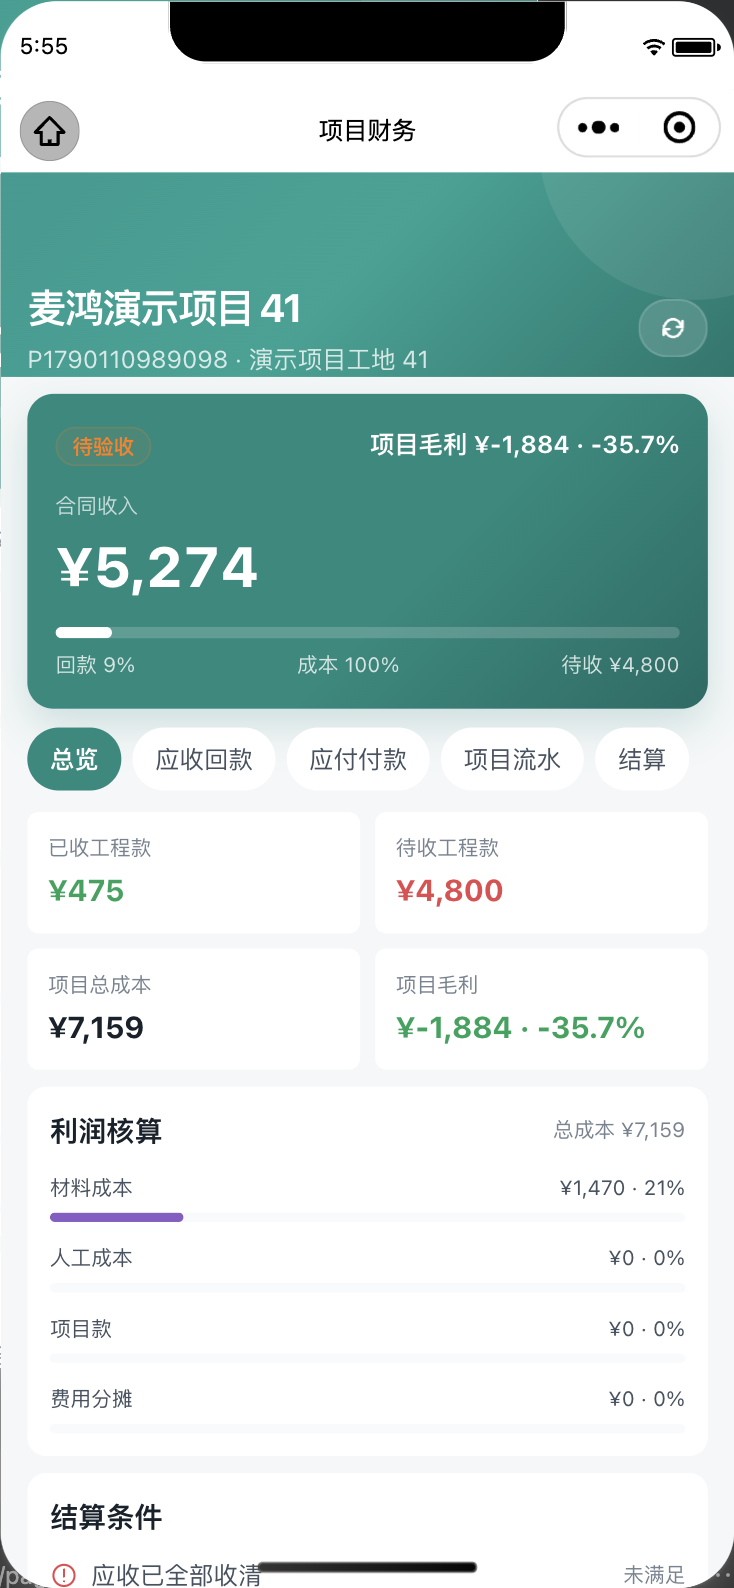 5:55
项目财务
麦鸿演示项目 41
P1790110989098 · 演示项目工地 41
待验收
项目毛利 ¥-1,884 · -35.7%
合同收入
¥5,274
回款 9% 成本 100% 待收 ¥4,800
总览 应收回款 应付付款 项目流水 结算
已收工程款 待收工程款
¥475 ¥4,800
项目总成本 项目毛利
¥7,159 ¥-1,884 · -35.7%
利润核算 总成本 ¥7,159
材料成本 ¥1,470 · 21%
人工成本 ¥0 · 0%
项目款 ¥0 · 0%
费用分摊 ¥0 · 0%
结算条件
应收已全部收清 未满足